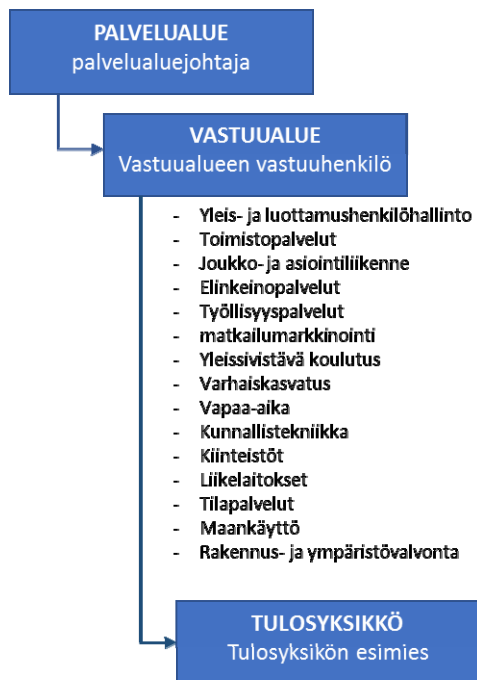 PALVELUALUE
palvelualuejohtaja
VASTUUALUE
Vastuualueen vastuuhenkilö
- Yleis- ja luottamushenkilöhallinto
- Toimistopalvelut
- Joukko- ja asiointiliikenne
- Elinkeinopalvelut
- Työllisyyspalvelut
- matkailumarkkinointi
- Yleissivistävä koulutus
- Varhaiskasvatus
- Vapaa-aika
- Kunnallistekniikka
- Kiinteistöt
- Liikelaitokset
- Tilapalvelut
- Maankäyttö
- Rakennus- ja ympäristövalvonta
TULOSYKSIKKÖ
Tulosyksikön esimies